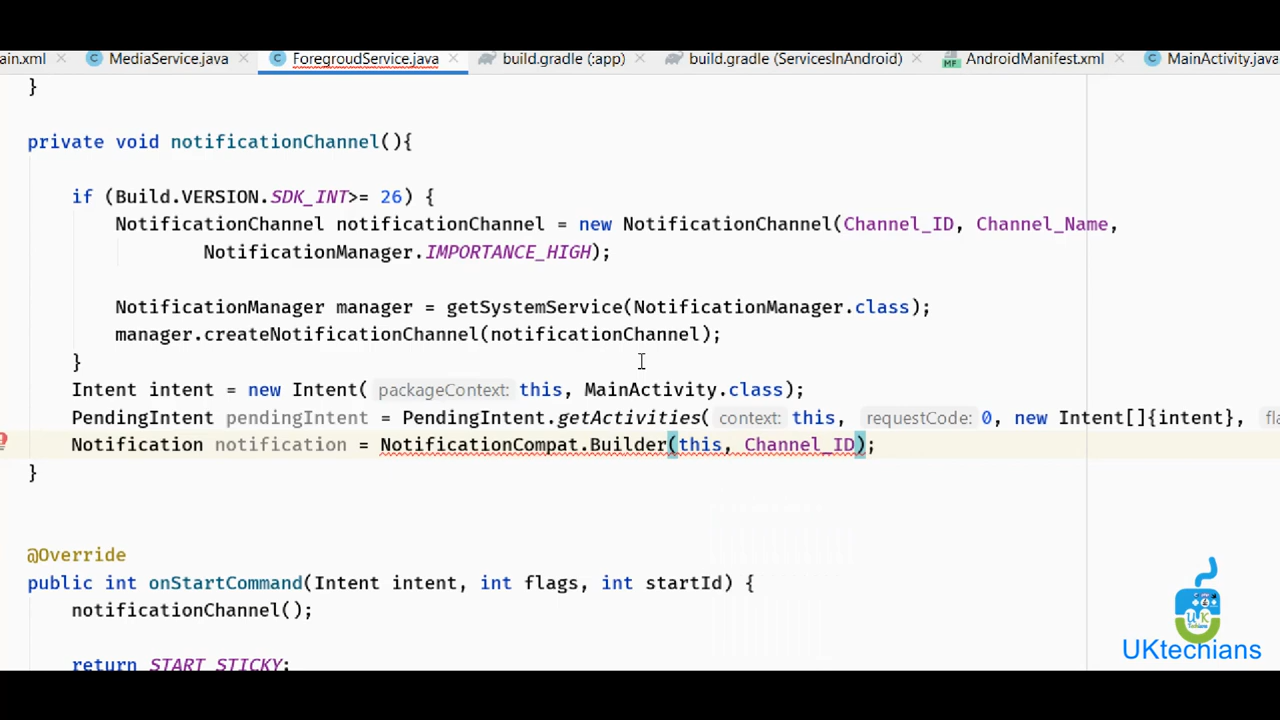 ain.xml MediaService.java ForegroudService.java build.gradle (:app) build.gradle (ServicesInAndroid) AndroidManifest.xml MainActivity.java
}
private void notificationChannel(){
if (Build.VERSION.SDK_INT>= 26) {
NotificationChannel notificationChannel = new NotificationChannel(Channel_ID, Channel_Name,
NotificationManager.IMPORTANCE_HIGH);
NotificationManager manager = getSystemService(NotificationManager.class);
manager.createNotificationChannel(notificationChannel);
}
Intent intent = new Intent( packageContext: this, MainActivity.class);
PendingIntent pendingIntent = PendingIntent.getActivities( context: this, requestCode: 0, new Intent[]{intent}, fla
Notification notification = NotificationCompat.Builder(this, Channel_ID);
}
@Override
public int onStartCommand(Intent intent, int flags, int startId) {
notificationChannel();
return START_STICKY;
UK
UKtechians